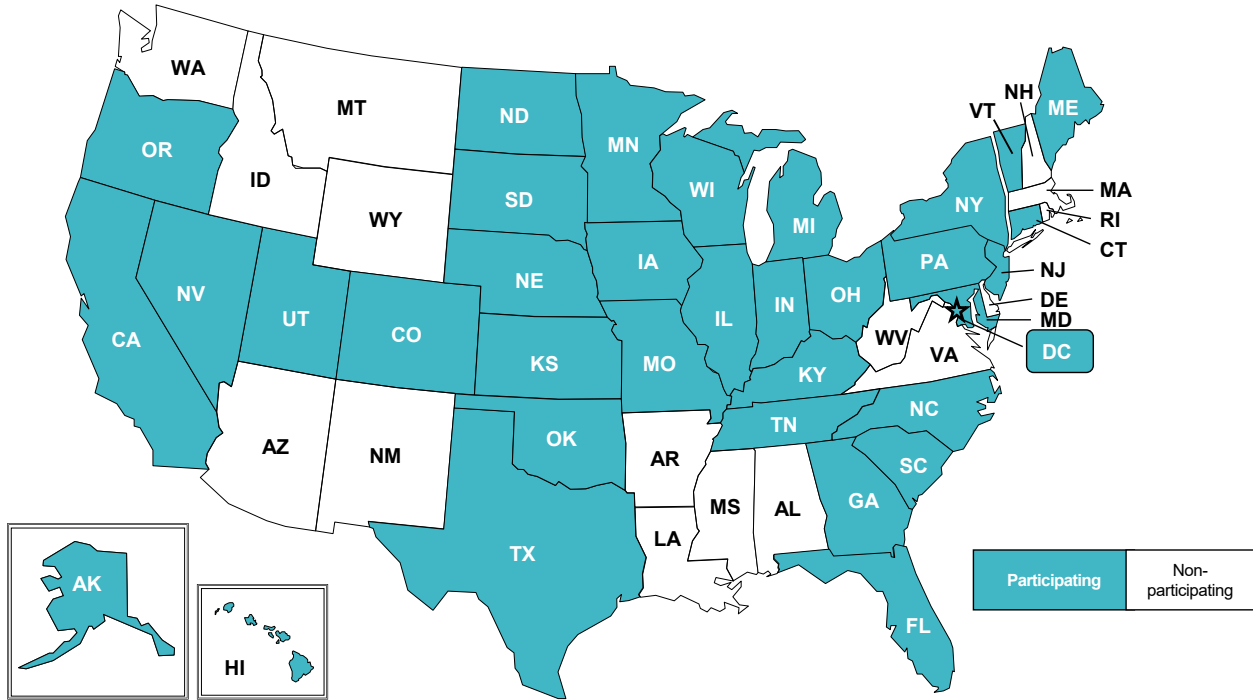 WA
MT
ND
MN
VT
NH
ME
OR
ID
WY
SD
WI
MI
NY
MA
RI
CT
NV
UT
CO
NE
IA
IL
IN
OH
PA
NJ
DE
MD
DC
CA
KS
MO
KY
WV
VA
AZ
NM
OK
AR
TN
NC
SC
MS
AL
GA
TX
LA
FL
AK
HI
Participating
Non-
participating